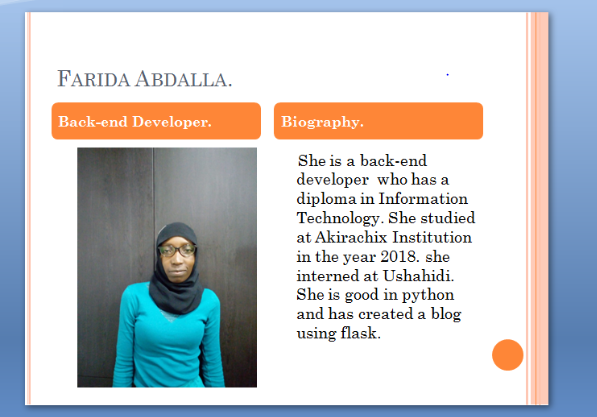 FARIDA ABDALLA.
Back-end Developer.
Biography.
She is a back-end
developer who has a
diploma in Information
Technology. She studied
at Akirachix Institution
in the year 2018. she
interned at Ushahidi.
She is good in python
and has created a blog
using flask.